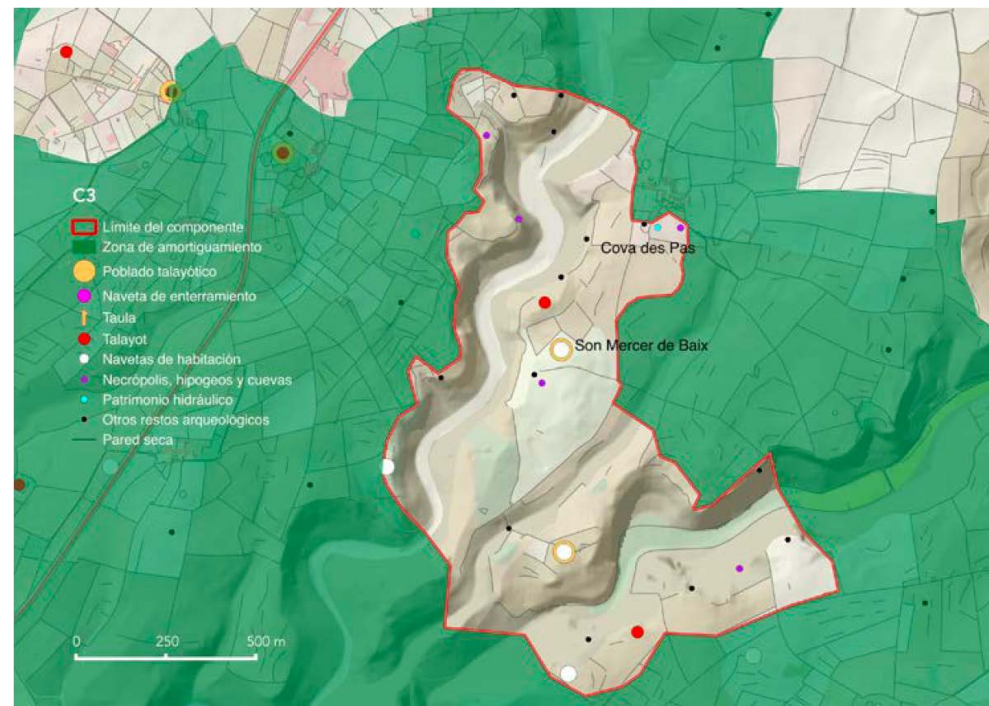 C3
Límite del componente
Zona de amortiguamiento
Poblado talayòtico
Naveta de enterramiento
Taula
Talayot
Navetas de habitación
Necrópolis, hipogeos y cuevas
Patrimonio hidráulico
Otros restos arqueológicos
Pared seca
Cova des Pas
Son Mercer de Baix
0 250 500 m